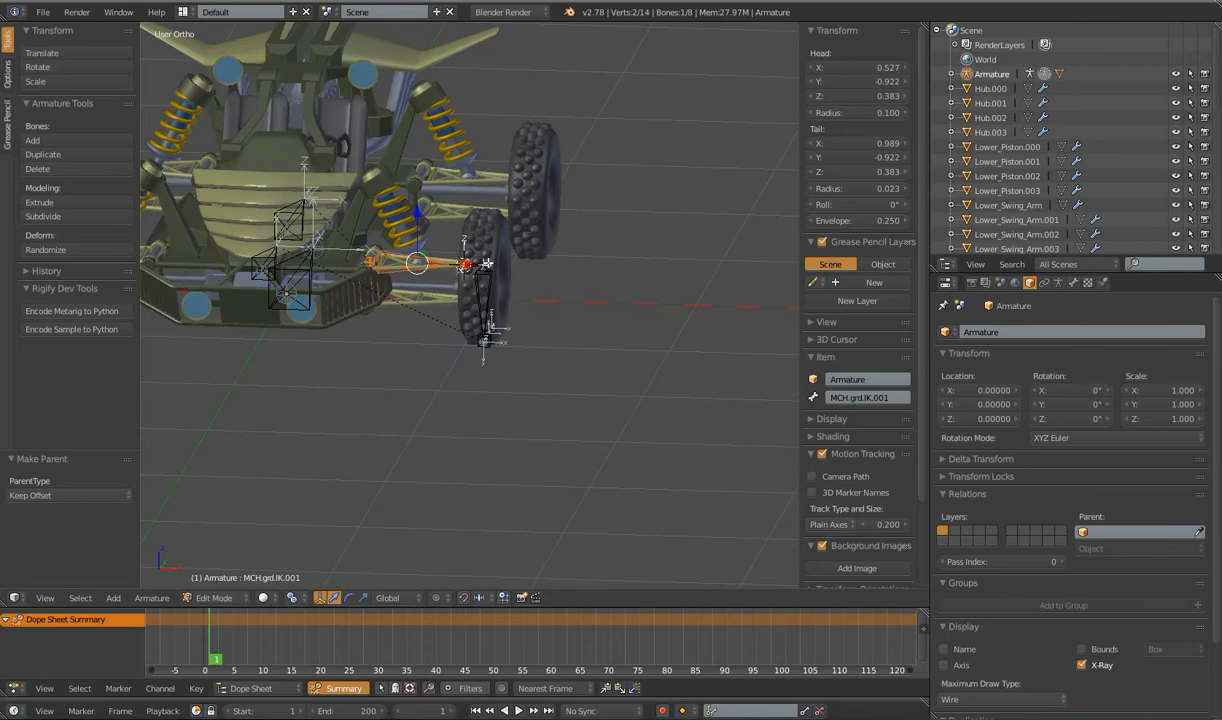 File
Render
Window
Help
Default
Scene
Blender Render
v2.78 | Verts:2/14 | Bones:1/8 | Mem:27.97M | Armature
Tools
Options
Grease Pencil
Transform
Translate
Rotate
Scale
Armature Tools
Bones:
Add
Duplicate
Delete
Modeling:
Extrude
Subdivide
Deform:
Randomize
History
Rigify Dev Tools
Encode Metarig to Python
Encode Sample to Python
Make Parent
ParentType
Keep Offset
User Ortho
(1) Armature : MCH.grd.IK.001
Transform
Head:
X: 0.527
Y: -0.922
Z: 0.383
Radius: 0.100
Tail:
X: 0.989
Y: -0.922
Z: 0.383
Radius: 0.023
Roll: 0°
Envelope: 0.250
Grease Pencil Layers
Scene
Object
New
New Layer
View
3D Cursor
Item
Armature
MCH.grd.IK.001
Display
Shading
Motion Tracking
Camera Path
3D Marker Names
Track Type and Size:
Plain Axes
0.200
Background Images
Add Image
Scene
RenderLayers
World
Armature
Hub.000
Hub.001
Hub.002
Hub.003
Lower_Piston.000
Lower_Piston.001
Lower_Piston.002
Lower_Piston.003
Lower_Swing_Arm
Lower_Swing_Arm.001
Lower_Swing_Arm.002
Lower_Swing_Arm.003
View
Search
All Scenes
Armature
Armature
Transform
Location: Rotation: Scale:
X: 0.00000 X: 0° X: 1.000
Y: 0.00000 Y: 0° Y: 1.000
Z: 0.00000 Z: 0° Z: 1.000
Rotation Mode: XYZ Euler
Delta Transform
Transform Locks
Relations
Layers: Parent:
Object
Pass Index: 0
Groups
Add to Group
Display
Name
Bounds
Box
Axis
X-Ray
Maximum Draw Type:
Wire
View Select Add Armature Edit Mode Global
Dope Sheet Summary
-5 0 5 10 15 20 25 30 35 40 45 50 55 60 65 70 75 80 85 90 95 100 105 110 115 120
1
View Select Marker Channel Key Dope Sheet Summary Filters Nearest Frame
View Marker Frame Playback Start: 1 End: 200 1 No Sync